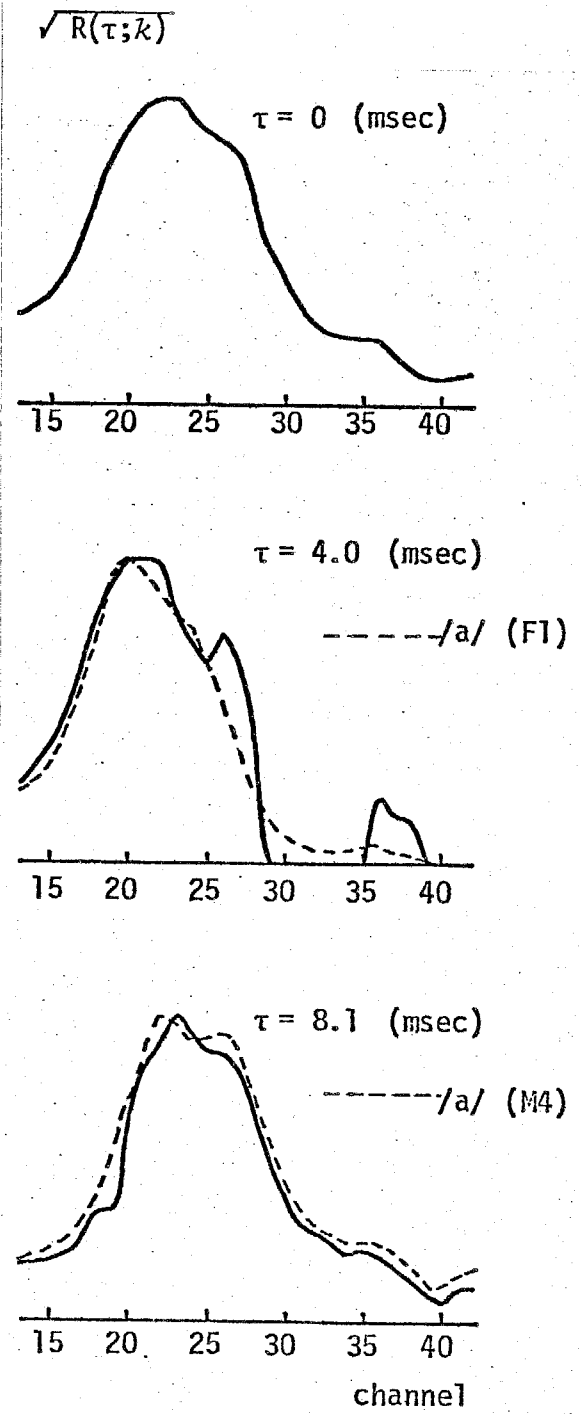 √R(τ;k)
τ = 0 (msec)
15 20 25 30 35 40
τ = 4.0 (msec)
/a/ (F1)
15 20 25 30 35 40
τ = 8.1 (msec)
/a/ (M4)
15 20 25 30 35 40
channel